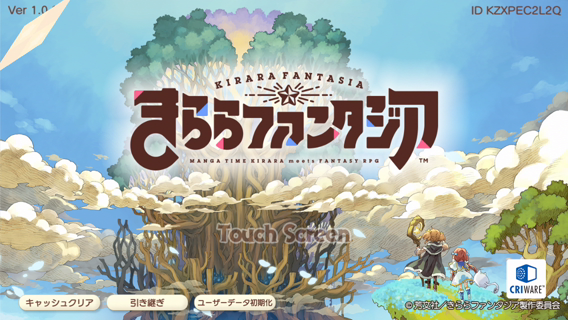 Ver 1.0
ID KZXPEC2L2Q
KIRARA FANTASIA
きららファンタジア
TM
MANGA TIME KIRARA meets FANTASY RPG
Touch Screen
キャッシュクリア
引き継ぎ
ユーザーデータ初期化
CRIWARE
© 芳文社／きららファンタジア製作委員会